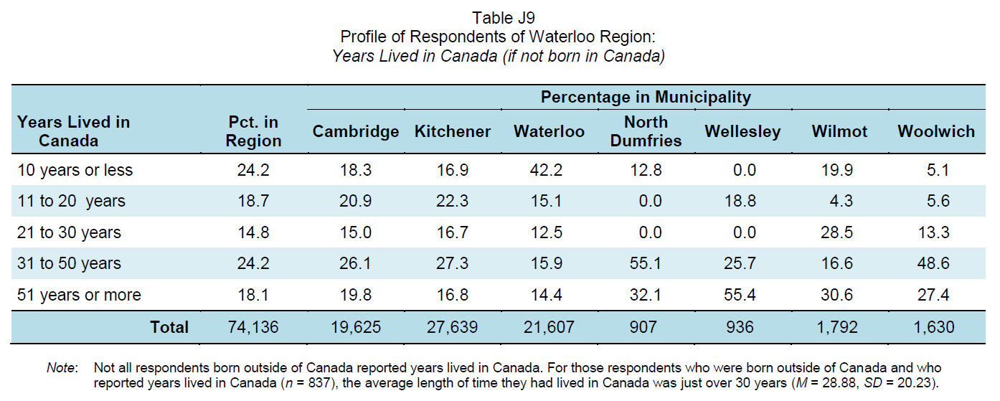 Table J9
Profile of Respondents of Waterloo Region:
Years Lived in Canada (if not born in Canada)
Percentage in Municipality
Years Lived in Canada Pct. in Region Cambridge Kitchener Waterloo North Dumfries Wellesley Wilmot Woolwich
10 years or less 24.2 18.3 16.9 42.2 12.8 0.0 19.9 5.1
11 to 20 years 18.7 20.9 22.3 15.1 0.0 18.8 4.3 5.6
21 to 30 years 14.8 15.0 16.7 12.5 0.0 0.0 28.5 13.3
31 to 50 years 24.2 26.1 27.3 15.9 55.1 25.7 16.6 48.6
51 years or more 18.1 19.8 16.8 14.4 32.1 55.4 30.6 27.4
Total 74,136 19,625 27,639 21,607 907 936 1,792 1,630
Note: Not all respondents born outside of Canada reported years lived in Canada. For those respondents who were born outside of Canada and who
reported years lived in Canada (n = 837), the average length of time they had lived in Canada was just over 30 years (M = 28.88, SD = 20.23).